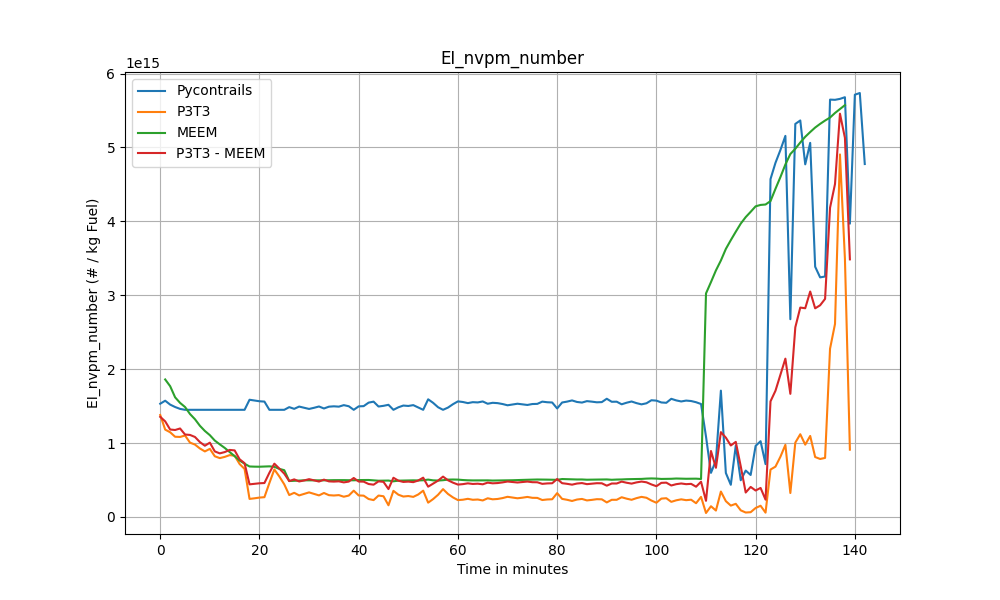 EI_nvpm_number
1e15
Pycontrails
P3T3
MEEM
P3T3 - MEEM
EI_nvpm_number (# / kg Fuel)
6
5
4
3
2
1
0
0 20 40 60 80 100 120 140
Time in minutes